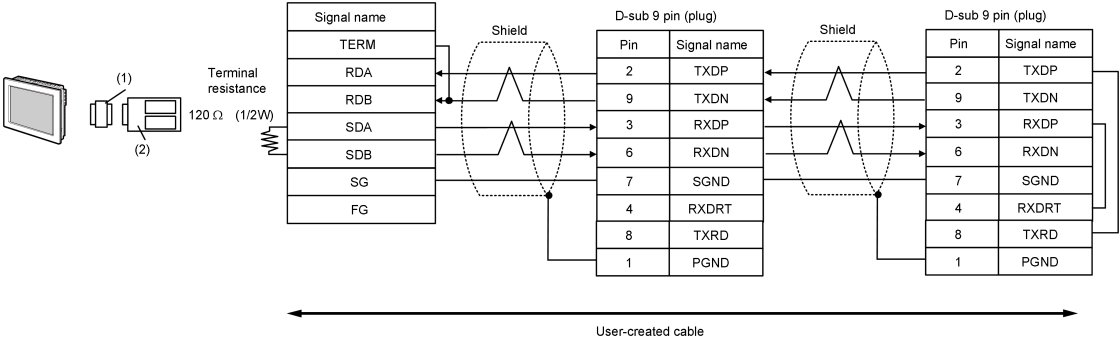 (1)
(2)
Terminal
resistance
120 Ω (1/2W)
Signal name
TERM
RDA
RDB
SDA
SDB
SG
FG
Shield
D-sub 9 pin (plug)
Pin Signal name
2 TXDP
9 TXDN
3 RXDP
6 RXDN
7 SGND
4 RXDRT
8 TXRD
1 PGND
Shield
D-sub 9 pin (plug)
Pin Signal name
2 TXDP
9 TXDN
3 RXDP
6 RXDN
7 SGND
4 RXDRT
8 TXRD
1 PGND
User-created cable